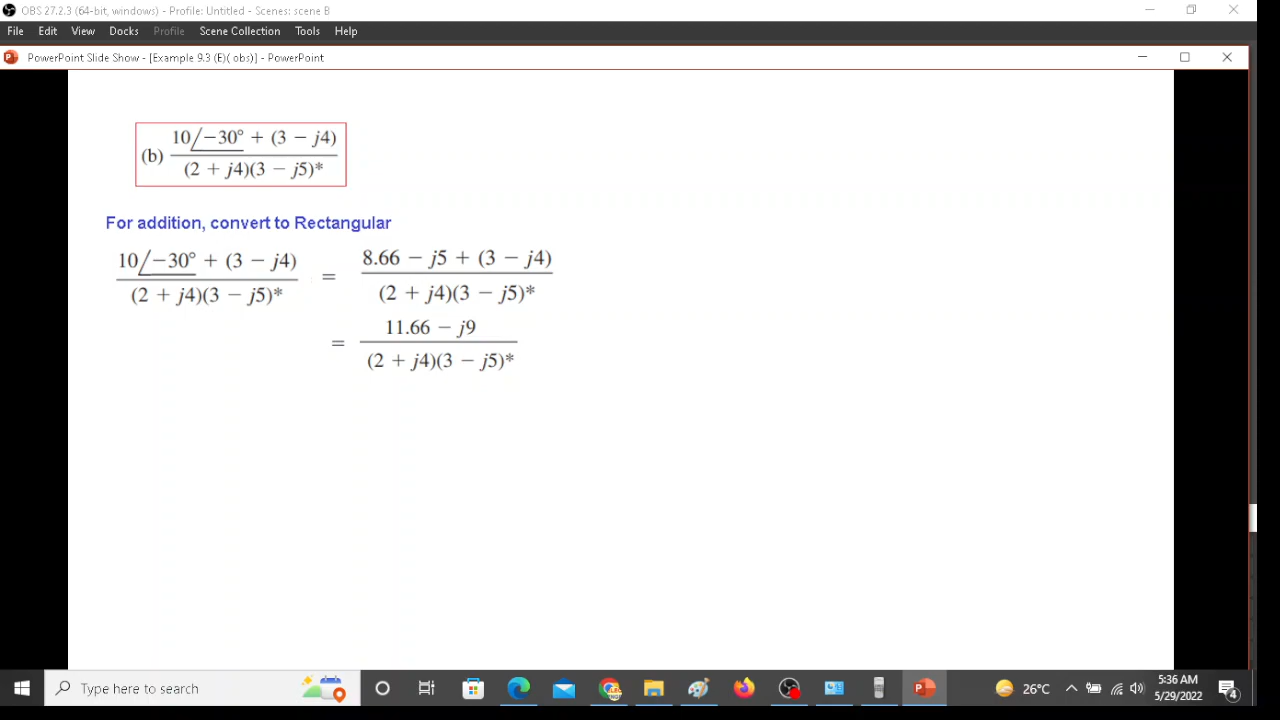 OBS 27.2.3 (64-bit, windows) - Profile: Untitled - Scenes: scene B
File Edit View Docks Profile Scene Collection Tools Help
PowerPoint Slide Show - [Example 9.3 (E)( obs)] - PowerPoint
(b) 10/−30° + (3 − j4)
(2 + j4)(3 − j5)*
For addition, convert to Rectangular
10/−30° + (3 − j4) = 8.66 − j5 + (3 − j4)
(2 + j4)(3 − j5)* (2 + j4)(3 − j5)*
= 11.66 − j9
(2 + j4)(3 − j5)*
Type here to search
26°C
5:36 AM
5/29/2022
4